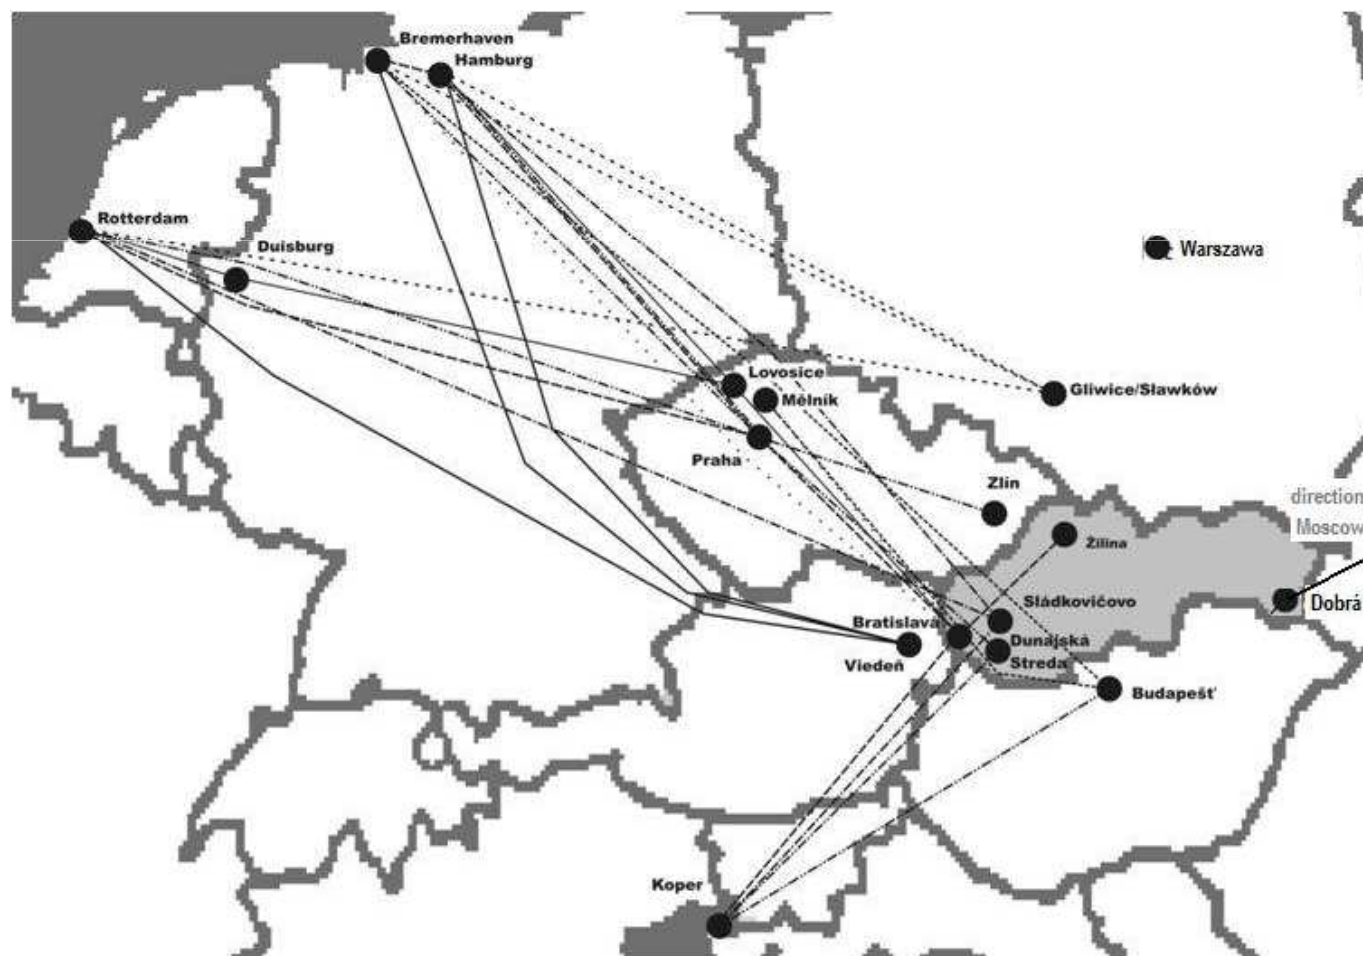 Bremerhaven
Hamburg
Rotterdam
Duisburg
Warszawa
Lovosice
Mělník
Gliwice/Sławków
Praha
Zlín
direction
Moscow
Žilina
Sládkovičovo
Dobrá
Bratislava
Dunajská
Streda
Viedeň
Budapešť
Koper